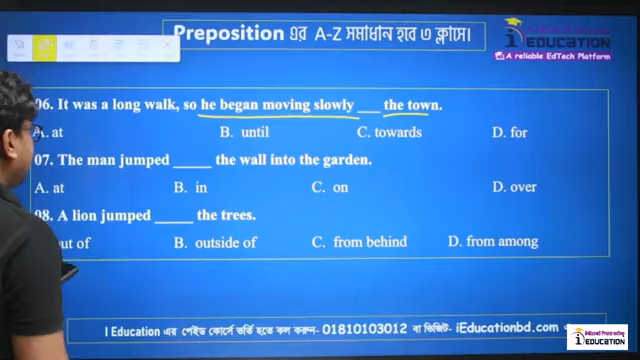 Preposition এর A-Z সমাধান হবে ৩ ক্লাসে।
EDUCATION
A reliable EdTech Platform
06. It was a long walk, so he began moving slowly ___ the town.
A. at B. until C. towards D. for
07. The man jumped _____ the wall into the garden.
A. at B. in C. on D. over
08. A lion jumped _____ the trees.
out of B. outside of C. from behind D. from among
I Education এর পেইড কোর্সে ভর্তি হতে কল করুন- 01810103012 বা ভিজিট- iEducationbd.com
EDUCATION